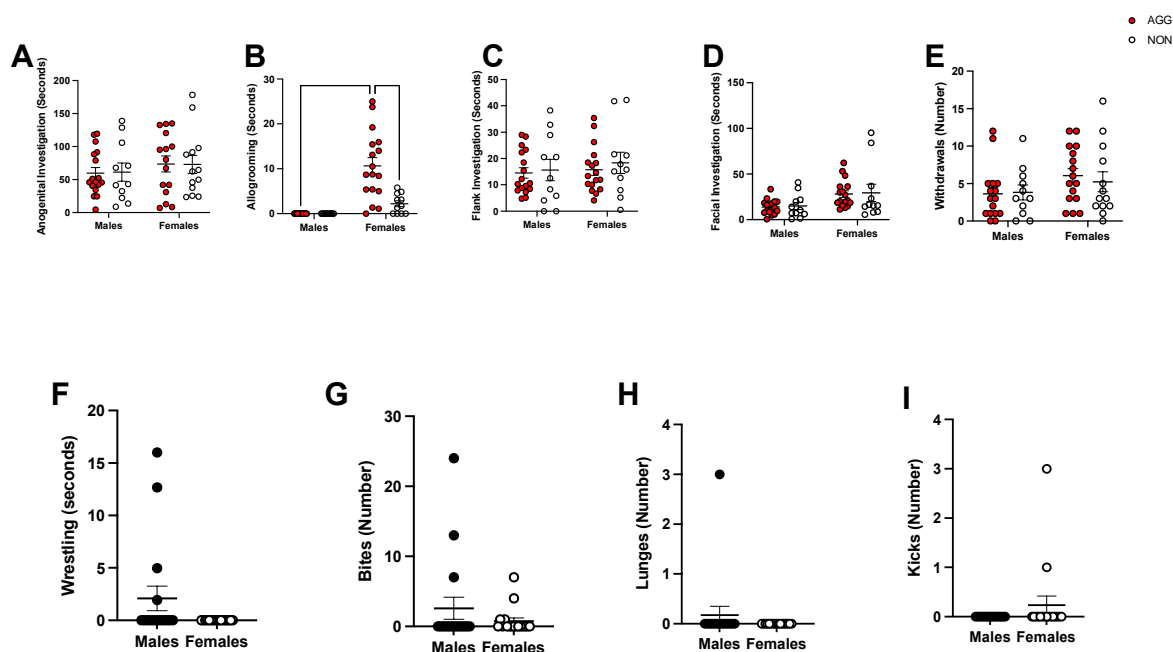 AGG
NON
A
Anogenital Investigation (Seconds)
200
150
100
50
0
Males Females
B
Allogrooming (Seconds)
30
20
10
0
Males Females
C
Flank Investigation (Seconds)
50
40
30
20
10
0
Males Females
D
Facial Investigation (Seconds)
150
100
50
0
Males Females
E
Withdrawals (Number)
20
15
10
5
0
Males Females
F
Wrestling (seconds)
20
15
10
5
0
Males Females
G
Bites (Number)
30
20
10
0
Males Females
H
Lunges (Number)
4
3
2
1
0
Males Females
I
Kicks (Number)
4
3
2
1
0
Males Females